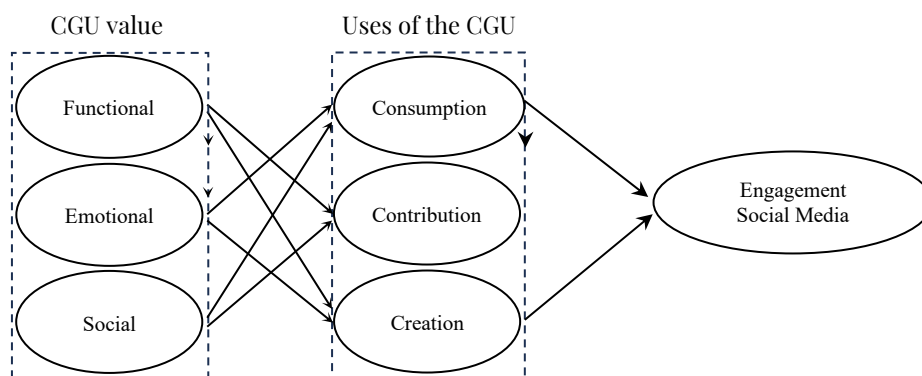 CGU value
Uses of the CGU
Functional
Consumption
Emotional
Contribution
Engagement
Social Media
Social
Creation